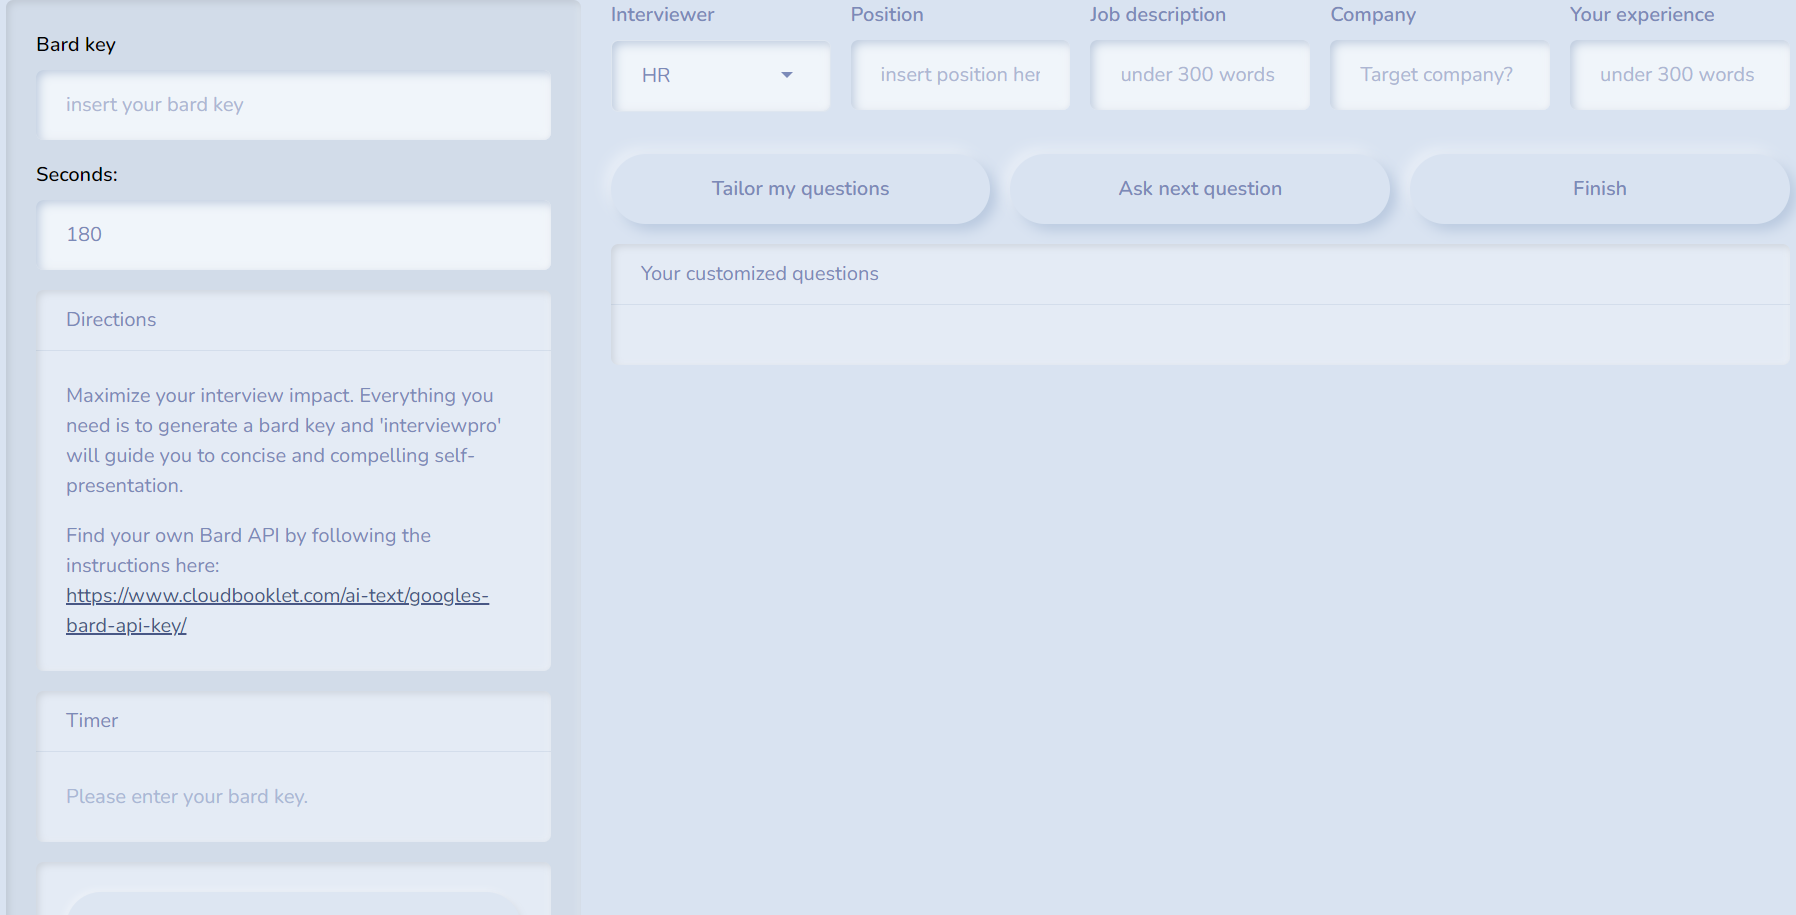 Bard key
insert your bard key
Seconds:
180
Directions
Maximize your interview impact. Everything you
need is to generate a bard key and 'interviewpro'
will guide you to concise and compelling self-
presentation.
Find your own Bard API by following the
instructions here:
https://www.cloudbooklet.com/ai-text/googles-
bard-api-key/
Timer
Please enter your bard key.
Interviewer
HR
Position
insert position her
Job description
under 300 words
Company
Target company?
Your experience
under 300 words
Tailor my questions
Ask next question
Finish
Your customized questions